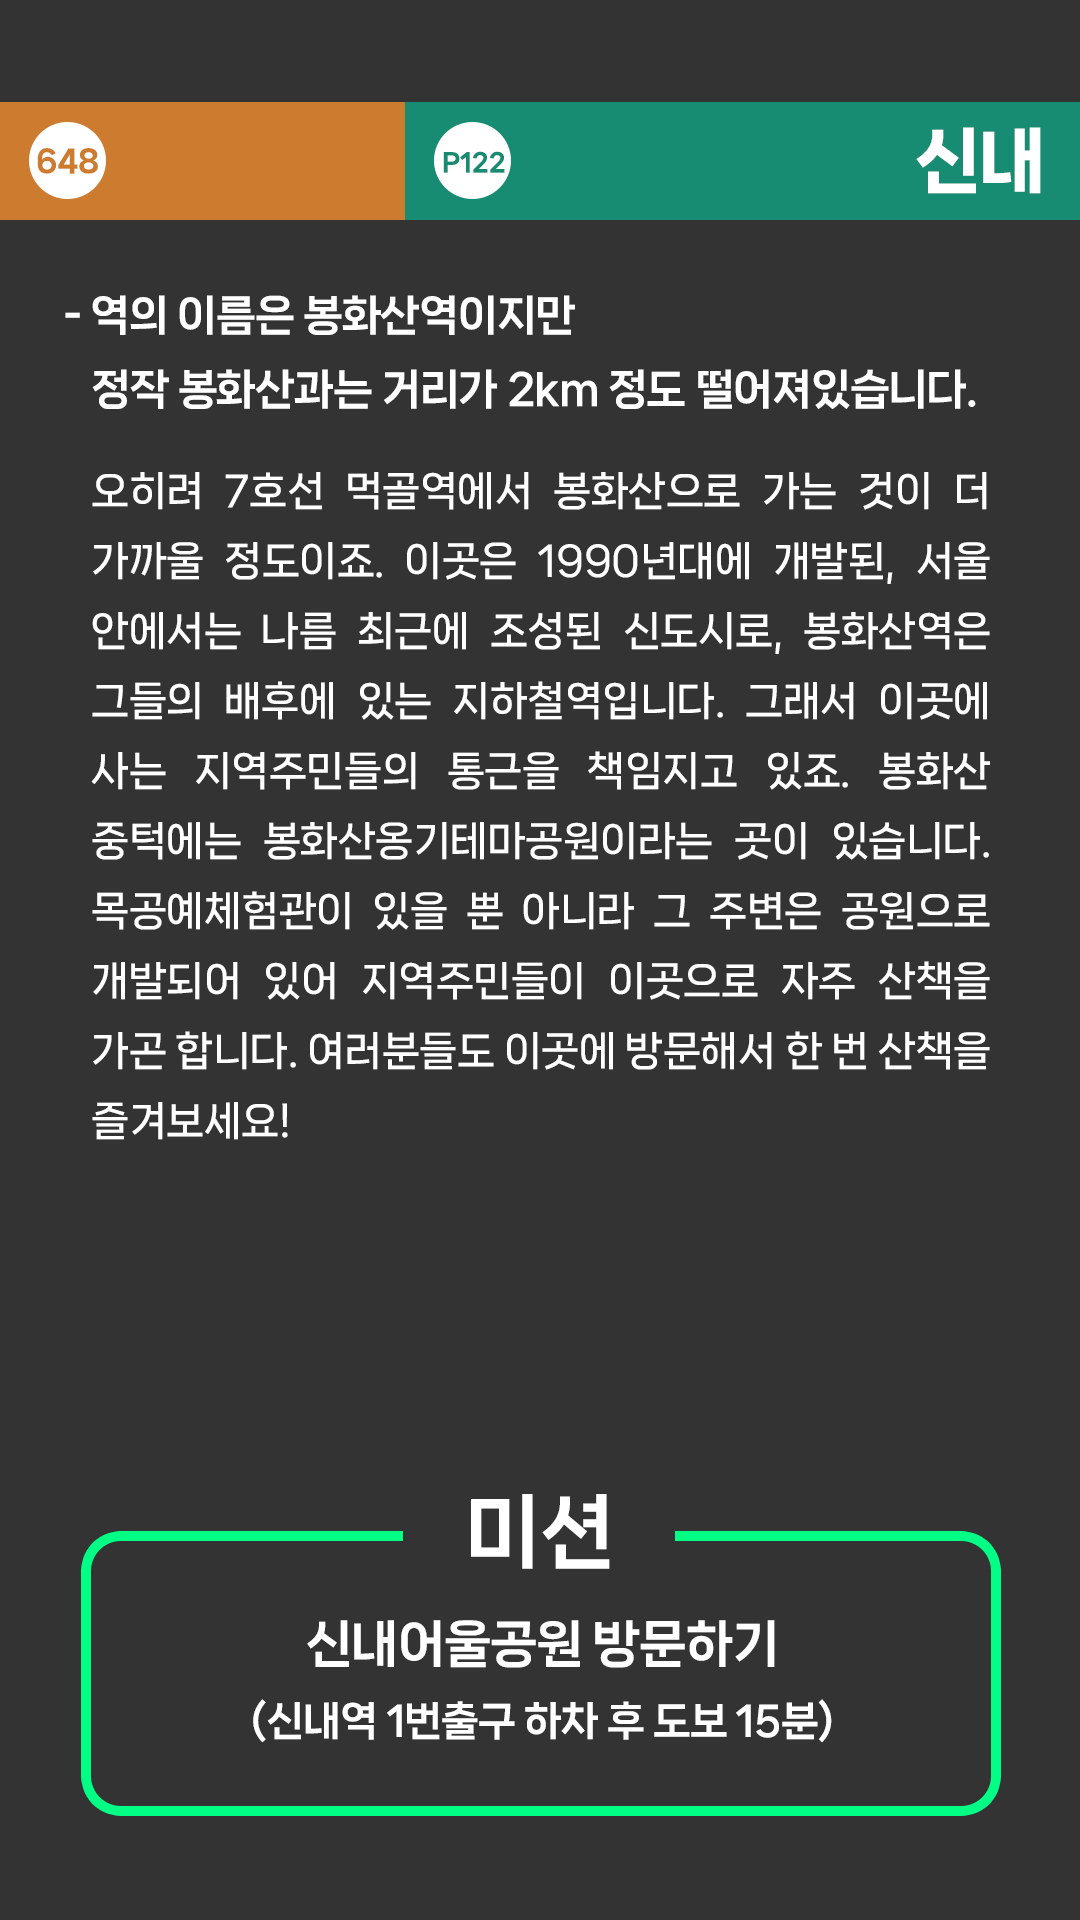 648
P122
신내
- 역의 이름은 봉화산역이지만
정작 봉화산과는 거리가 2km 정도 떨어져있습니다.
오히려 7호선 먹골역에서 봉화산으로 가는 것이 더
가까울 정도이죠. 이곳은 1990년대에 개발된, 서울
안에서는 나름 최근에 조성된 신도시로, 봉화산역은
그들의 배후에 있는 지하철역입니다. 그래서 이곳에
사는 지역주민들의 통근을 책임지고 있죠. 봉화산
중턱에는 봉화산옹기테마공원이라는 곳이 있습니다.
목공예체험관이 있을 뿐 아니라 그 주변은 공원으로
개발되어 있어 지역주민들이 이곳으로 자주 산책을
가곤 합니다. 여러분들도 이곳에 방문해서 한 번 산책을
즐겨보세요!
미션
신내어울공원 방문하기
(신내역 1번출구 하차 후 도보 15분)